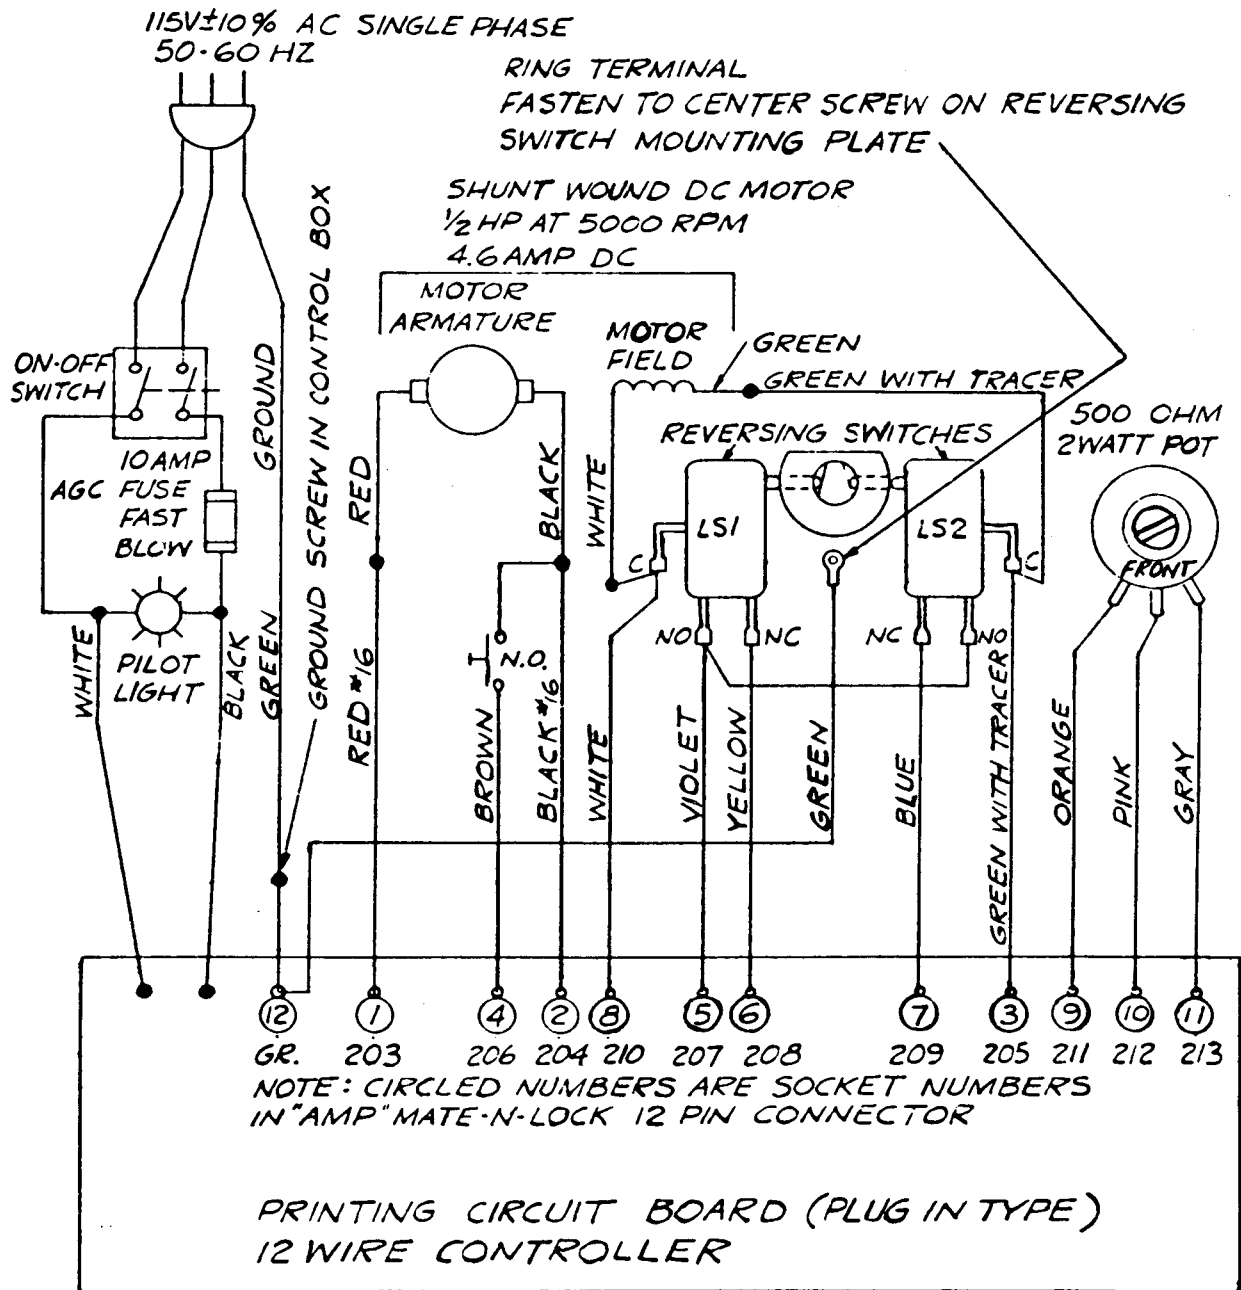 115V±10% AC SINGLE PHASE
50-60 HZ
RING TERMINAL
FASTEN TO CENTER SCREW ON REVERSING
SWITCH MOUNTING PLATE
SHUNT WOUND DC MOTOR
1/2 HP AT 5000 RPM
4.6 AMP DC
MOTOR
ARMATURE
MOTOR
FIELD
GREEN
GREEN WITH TRACER
ON-OFF
SWITCH
GROUND
GROUND SCREW IN CONTROL BOX
REVERSING SWITCHES
500 OHM
2 WATT POT
10 AMP
AGC FUSE
FAST
BLOW
RED
BLACK
WHITE
LS1
LS2
C
C
FRONT
NO
NC
NC
NO
N.O.
PILOT
LIGHT
WHITE
BLACK
GREEN
RED #16
BROWN
BLACK #16
WHITE
VIOLET
YELLOW
GREEN
BLUE
GREEN WITH TRACER
ORANGE
PINK
GRAY
12 1 4 2 8 5 6 7 3 9 10 11
GR. 203 206 204 210 207 208 209 205 211 212 213
NOTE: CIRCLED NUMBERS ARE SOCKET NUMBERS
IN "AMP" MATE-N-LOCK 12 PIN CONNECTOR
PRINTING CIRCUIT BOARD (PLUG IN TYPE)
12 WIRE CONTROLLER